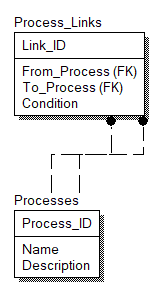 Process_Links
Link_ID
From_Process (FK)
To_Process (FK)
Condition
Processes
Process_ID
Name
Description